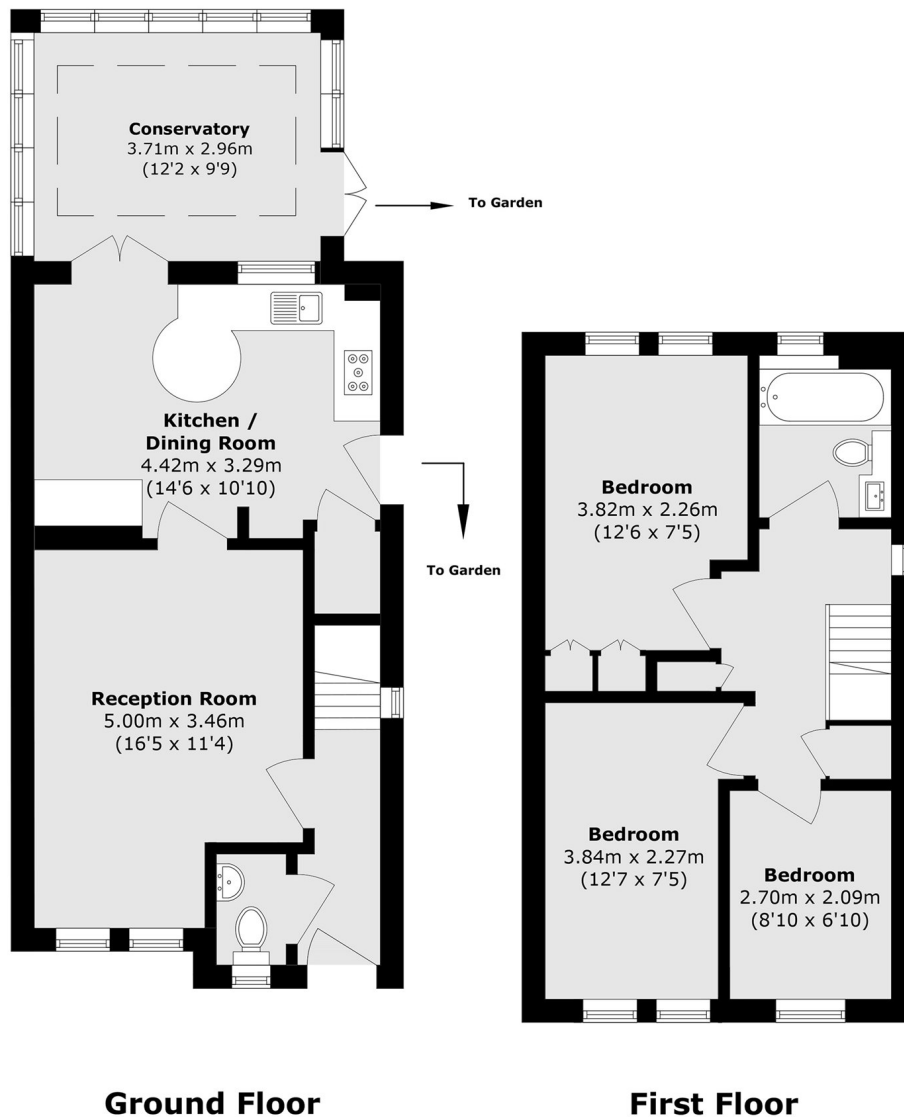 Conservatory
3.71m x 2.96m
(12'2 x 9'9)
To Garden
Kitchen /
Dining Room
4.42m x 3.29m
(14'6 x 10'10)
To Garden
Reception Room
5.00m x 3.46m
(16'5 x 11'4)
Ground Floor
Bedroom
3.82m x 2.26m
(12'6 x 7'5)
Bedroom
3.84m x 2.27m
(12'7 x 7'5)
Bedroom
2.70m x 2.09m
(8'10 x 6'10)
First Floor